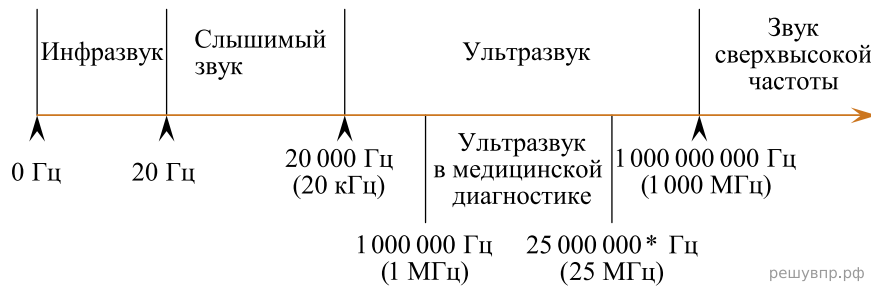 Инфразвук
Слышимый
звук
Ультразвук
Звук
сверхвысокой
частоты
0 Гц
20 Гц
20 000 Гц
(20 кГц)
Ультразвук
в медицинской
диагностике
1 000 000 000 Гц
(1 000 МГц)
1 000 000 Гц
(1 МГц)
25 000 000* Гц
(25 МГц)
решувпр.рф